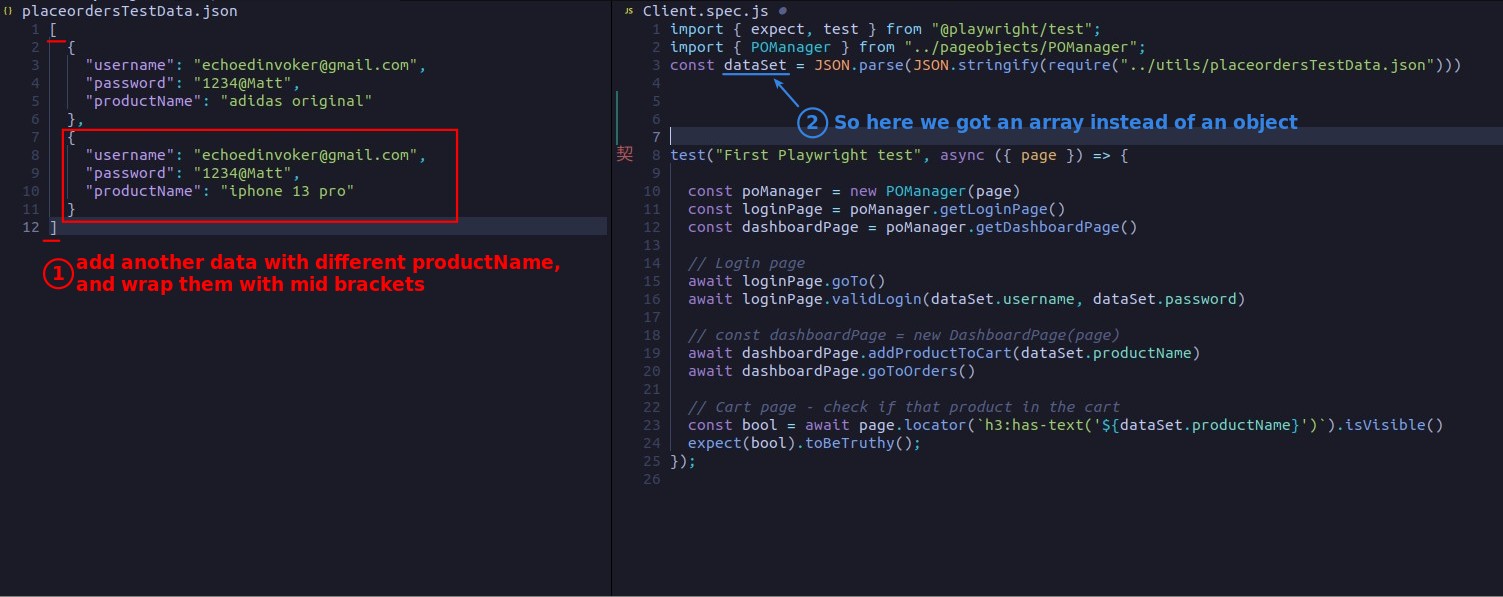 {} placeordersTestData.json
1 [
2 {
3 "username": "echoedinvoker@gmail.com",
4 "password": "1234@Matt",
5 "productName": "adidas original"
6 },
7 {
8 "username": "echoedinvoker@gmail.com",
9 "password": "1234@Matt",
10 "productName": "iphone 13 pro"
11 }
12 ]
1 add another data with different productName,
and wrap them with mid brackets
JS Client.spec.js
1 import { expect, test } from "@playwright/test";
2 import { POManager } from "../pageobjects/POManager";
3 const dataSet = JSON.parse(JSON.stringify(require("../utils/placeordersTestData.json")))
4
5
6
2 So here we got an array instead of an object
7
契 8 test("First Playwright test", async ({ page }) => {
9
10 const poManager = new POManager(page)
11 const loginPage = poManager.getLoginPage()
12 const dashboardPage = poManager.getDashboardPage()
13
14 // Login page
15 await loginPage.goTo()
16 await loginPage.validLogin(dataSet.username, dataSet.password)
17
18 // const dashboardPage = new DashboardPage(page)
19 await dashboardPage.addProductToCart(dataSet.productName)
20 await dashboardPage.goToOrders()
21
22 // Cart page - check if that product in the cart
23 const bool = await page.locator(`h3:has-text('${dataSet.productName}')`).isVisible()
24 expect(bool).toBeTruthy();
25 });
26